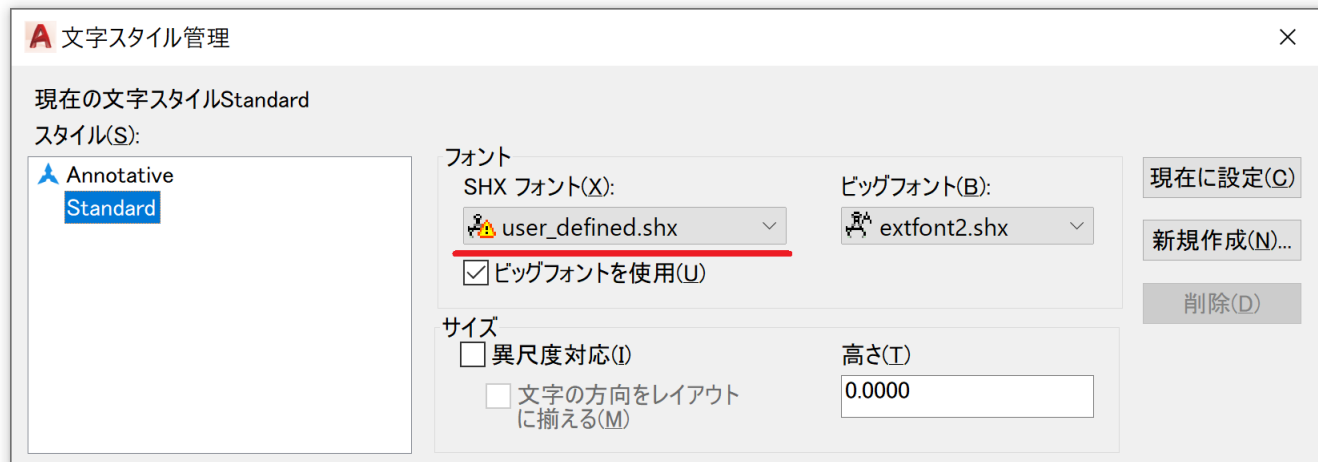 文字スタイル管理
現在の文字スタイルStandard
スタイル(S):
Annotative
Standard
フォント
SHX フォント(X):
user_defined.shx
ビッグフォントを使用(U)
ビッグフォント(B):
extfont2.shx
サイズ
異尺度対応(I)
文字の方向をレイアウト
に揃える(M)
高さ(T)
0.0000
現在に設定(C)
新規作成(N)...
削除(D)